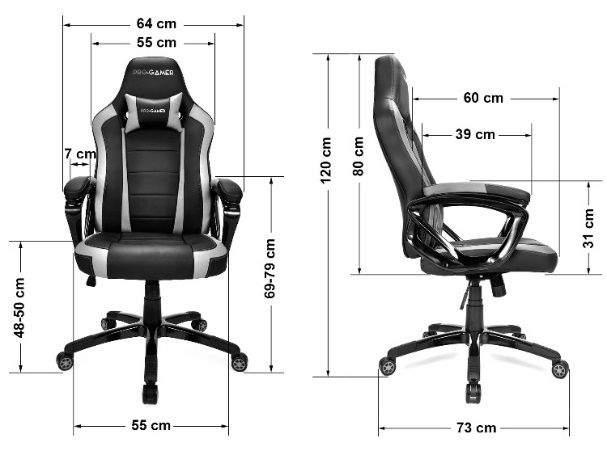 64 cm
55 cm
PRO-GAMER
PRO-GAMER
7 cm
48-50 cm
69-79 cm
55 cm
120 cm
80 cm
60 cm
39 cm
31 cm
73 cm